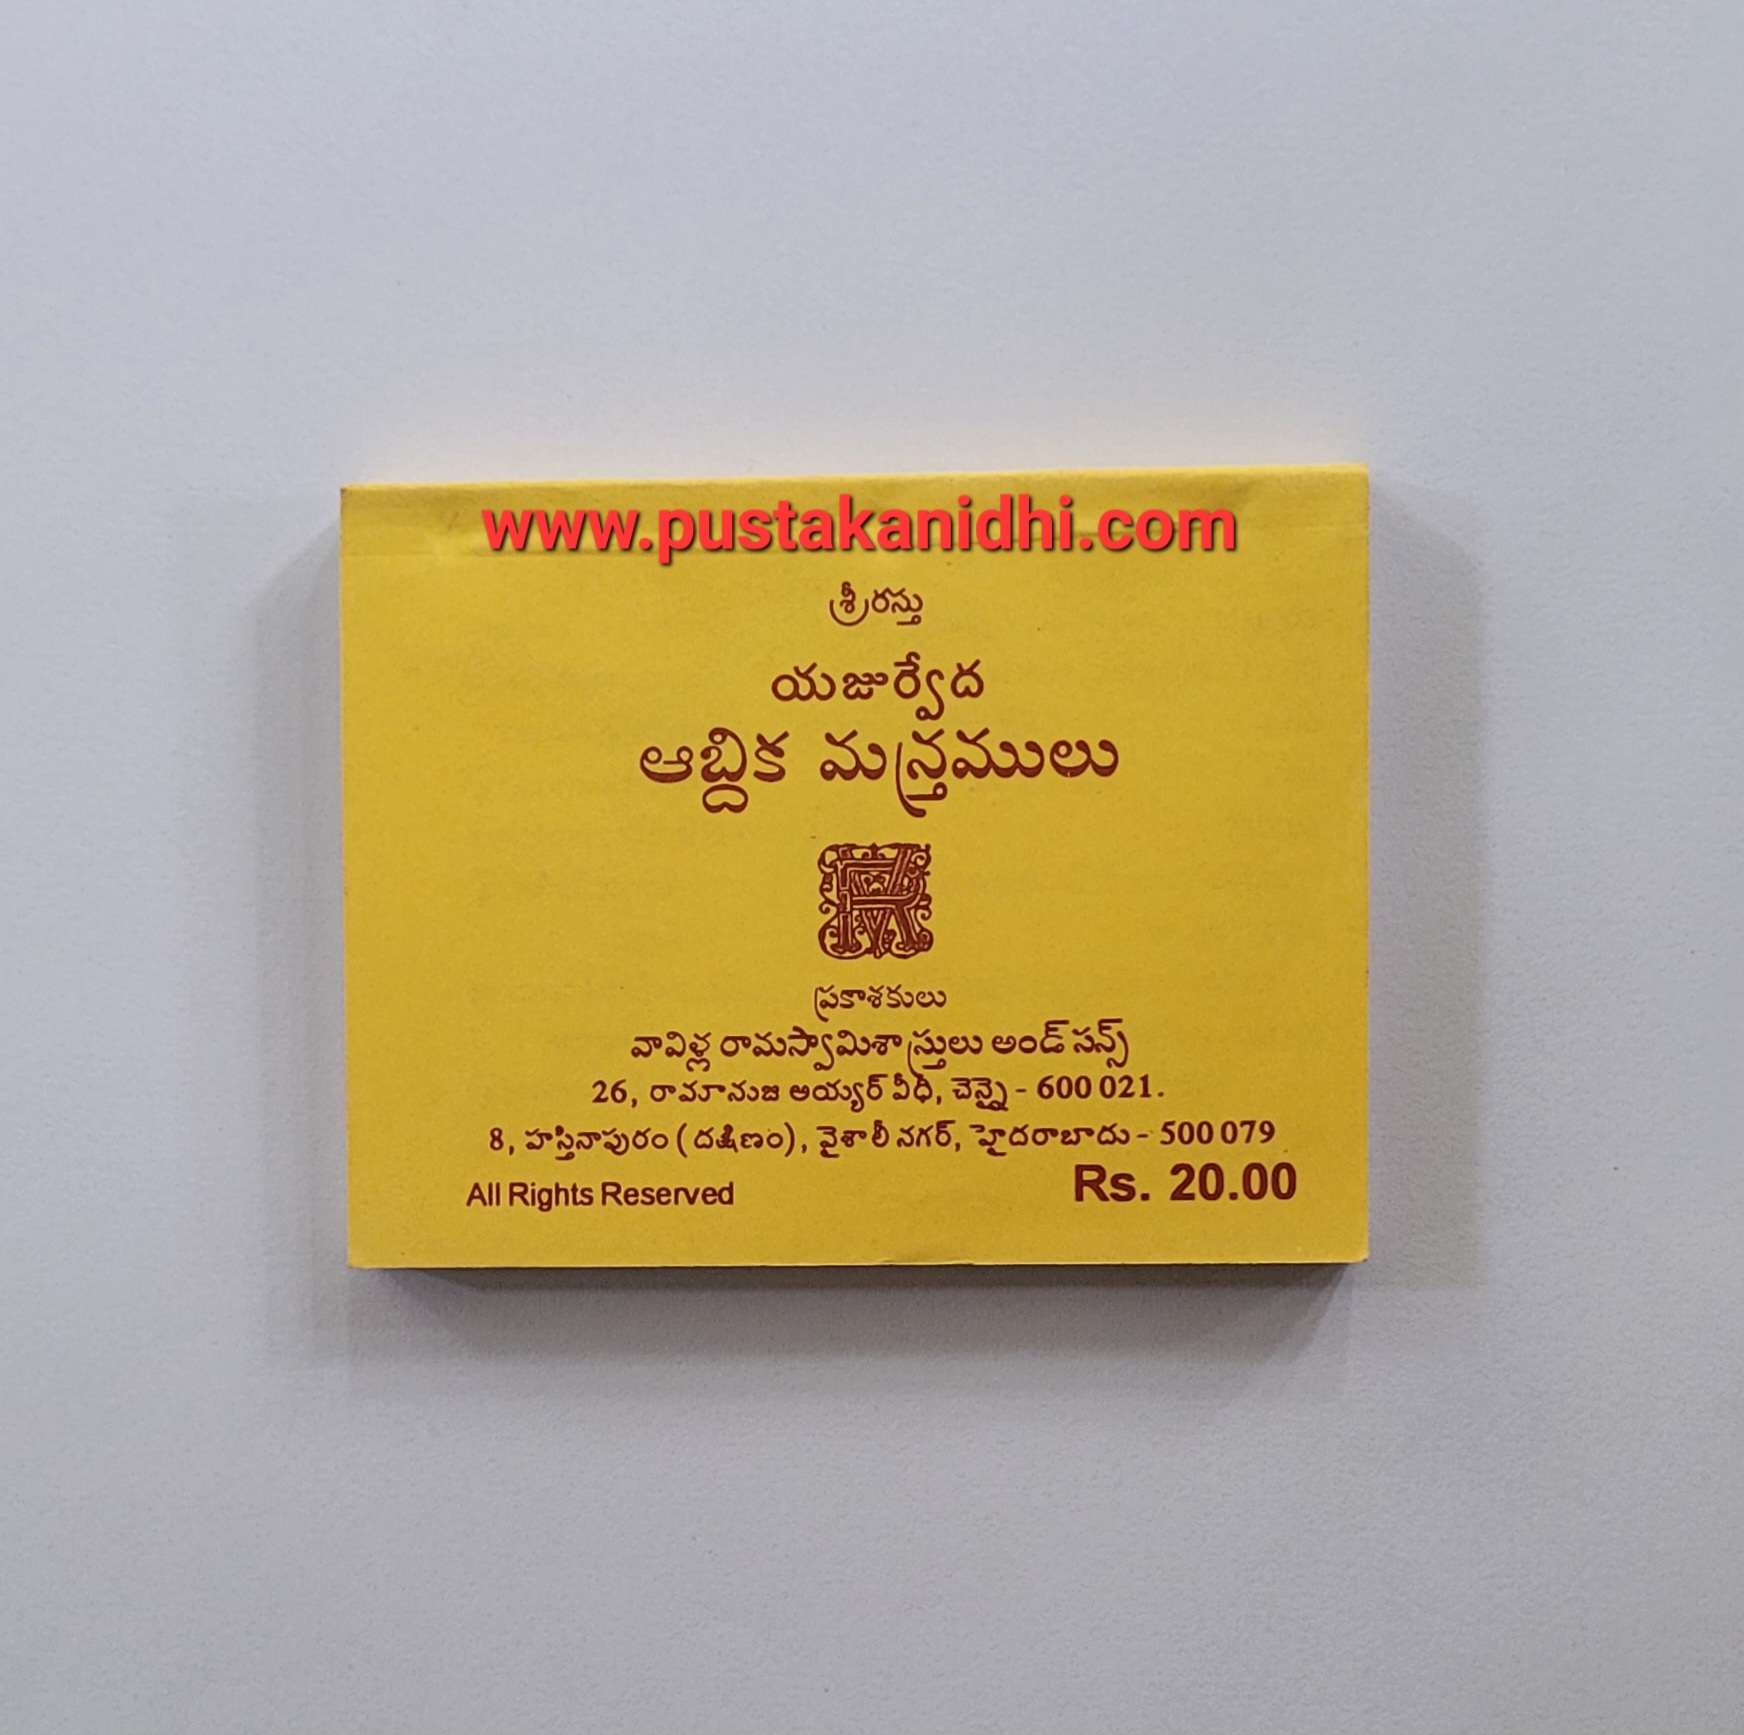 www.pustakanidhi.com
శ్రీరస్తు
యజుర్వేద
ఆబ్దిక మన్త్రములు
ప్రకాశకులు
వావిళ్ల రామస్వామిశాస్త్రులు అండ్ సన్స్
26, రామానుజ అయ్యర్ వీధి, చెన్నై - 600 021.
8, హస్తినాపురం (దక్షిణం), వైశాలీ నగర్, హైదరాబాదు - 500 079
Rs. 20.00
All Rights Reserved